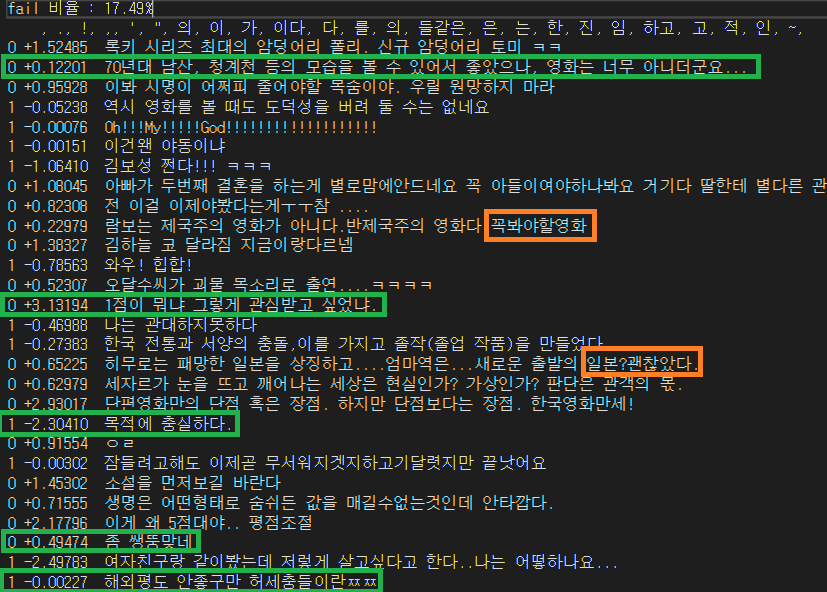 fail 비율 : 17.49%
, ., !, ,, ', ", 의, 이, 가, 이다, 다, 를, 의, 들같은, 은, 는, 한, 진, 임, 하고, 고, 적, 인, ~,
0 +1.52485 록키 시리즈 최대의 암덩어리 폴리. 신규 암덩어리 토미 ㅋㅋ
0 +0.12201 70년대 남산, 청계천 등의 모습을 볼 수 있어서 좋았으나, 영화는 너무 아니더군요...
0 +0.95928 이봐 시명이 어쩌피 줄어야할 목숨이야. 우릴 원망하지 마라
1 -0.05238 역시 영화를 볼 때도 도덕성을 버려 둘 수는 없네요
1 -0.00076 Oh!!!My!!!!!God!!!!!!!!!!!!!!!!!!!!
1 -0.00151 이건왠 야동이냐
1 -1.06410 김보성 쩐다!!! ㅋㅋㅋ
0 +1.08045 아빠가 두번째 결혼을 하는게 별로맘에안드네요 꼭 아들이여야하나봐요 거기다 딸한테 별다른 관
0 +0.82308 전 이걸 이제야봤다는게ㅜㅜ참 ....
0 +0.22979 람보는 제국주의 영화가 아니다.반제국주의 영화다 꼭봐야할영화
0 +1.38327 김하늘 코 달라짐 지금이랑다르넴
1 -0.78563 와우! 힙합!
0 +0.52307 오달수씨가 괴물 목소리로 출연....ㅋㅋㅋㅋ
0 +3.13194 1점이 뭐냐 그렇게 관심받고 싶었냐.
1 -0.46988 나는 관대하지못하다
1 -0.27383 한국 전통과 서양의 충돌,이를 가지고 졸작(졸업 작품)을 만들었다
0 +0.65225 히무로는 패망한 일본을 상징하고....엄마역은...새로운 출발의 일본?괜찮았다.
0 +0.62979 세자르가 눈을 뜨고 깨어나는 세상은 현실인가? 가상인가? 판단은 관객의 몫.
0 +2.93017 단편영화만의 단점 혹은 장점. 하지만 단점보다는 장점. 한국영화만세!
1 -2.30410 목적에 충실하다.
0 +0.91554 ㅇㄹ
1 -0.00302 잠들려고해도 이제곧 무서워지겟지하고기달렷지만 끝낫어요
0 +1.45302 소설을 먼저보길 바란다
0 +0.71555 생명은 어떤형태로 숨쉬든 값을 매길수없는것인데 안타깝다.
0 +2.17796 이게 왜 5점대야.. 평점조절
0 +0.49474 좀 쌩뚱맞네
1 -2.49783 여자친구랑 같이봤는데 저렇게 살고싶다고 한다..나는 어떻하나요...
1 -0.00227 해외평도 안좋구만 허세충들이란ㅉㅉ